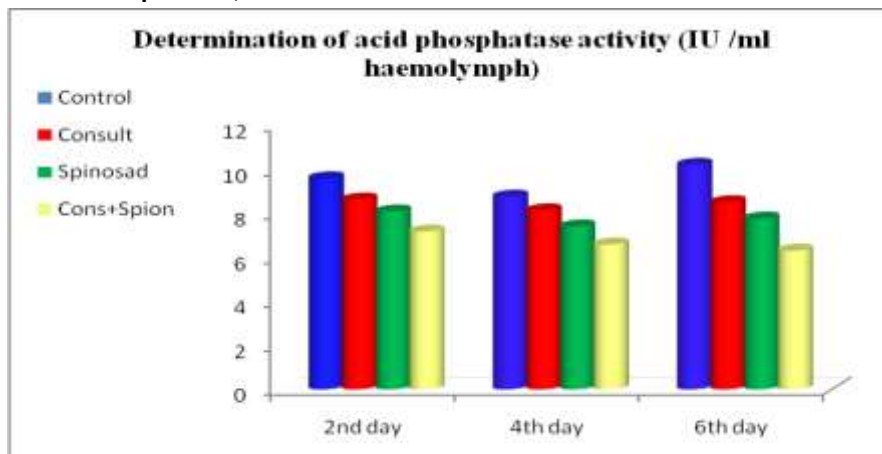 Determination of acid phosphatase activity (IU /ml
haemolymph)
Control
Consult
Spinosad
Cons+Spion
12
10
8
6
4
2
0
2nd day
4th day
6th day